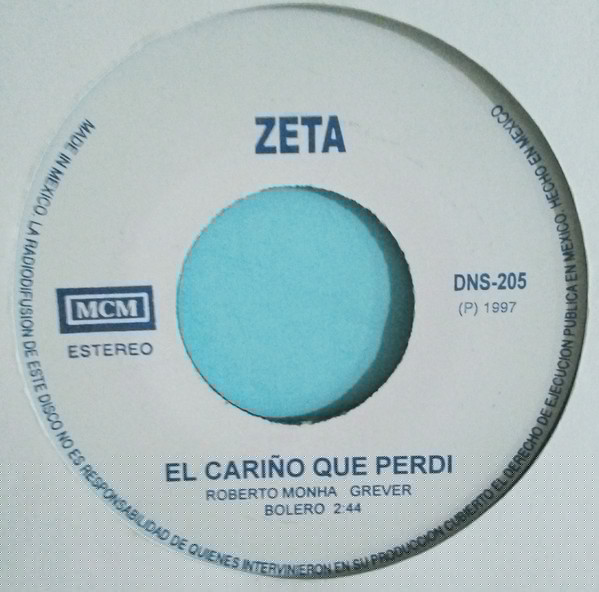 ZETA
MCM
ESTEREO
DNS-205
(P) 1997
EL CARIÑO QUE PERDI
ROBERTO MONHA GREVER
BOLERO 2:44
MADE IN MEXICO. LA RADIODIFUSION DE ESTE DISCO NO ES RESPONSABILIDAD DE QUIENES INTERVINIERON EN SU PRODUCCION CUBIERTO EL DERECHO DE EJECUCION PUBLICA EN MEXICO. HECHO EN MEXICO